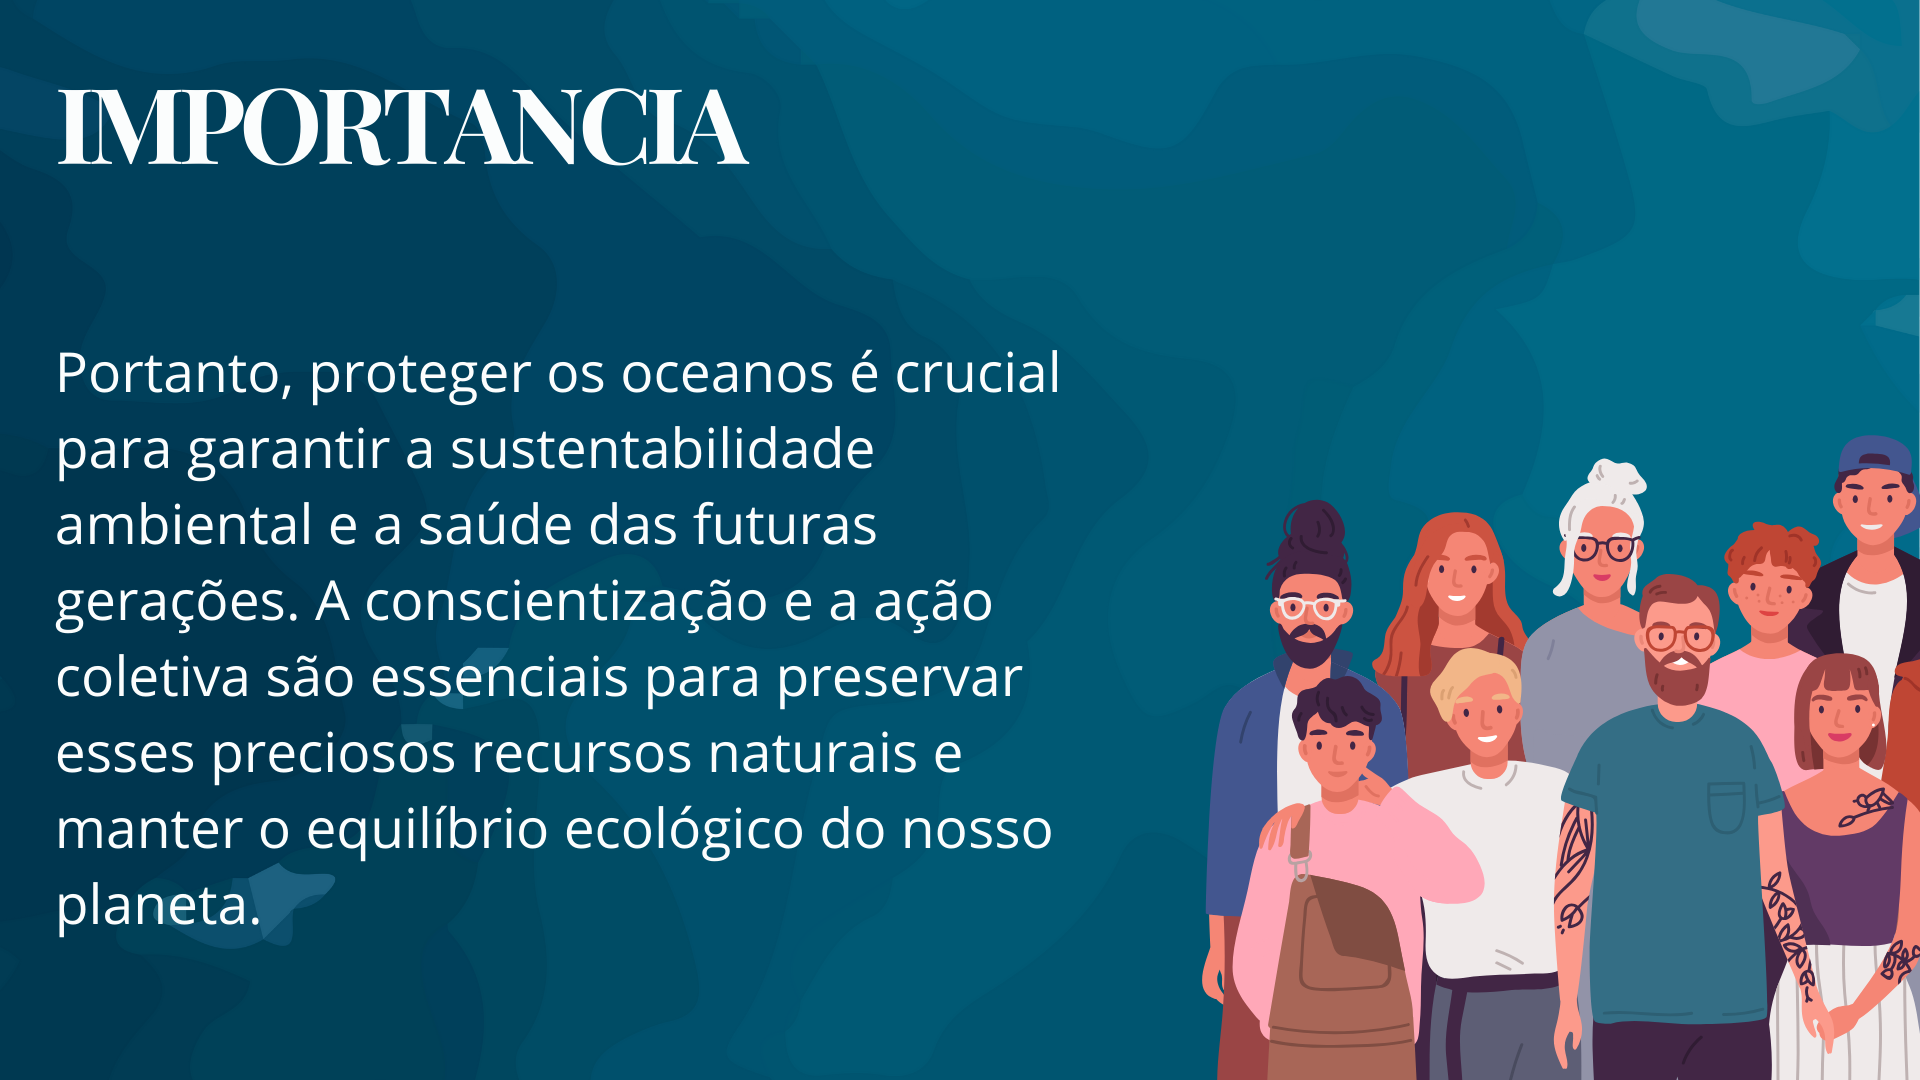 IMPORTANCIA
Portanto, proteger os oceanos é crucial
para garantir a sustentabilidade
ambiental e a saúde das futuras
gerações. A conscientização e a ação
coletiva são essenciais para preservar
esses preciosos recursos naturais e
manter o equilíbrio ecológico do nosso
planeta.